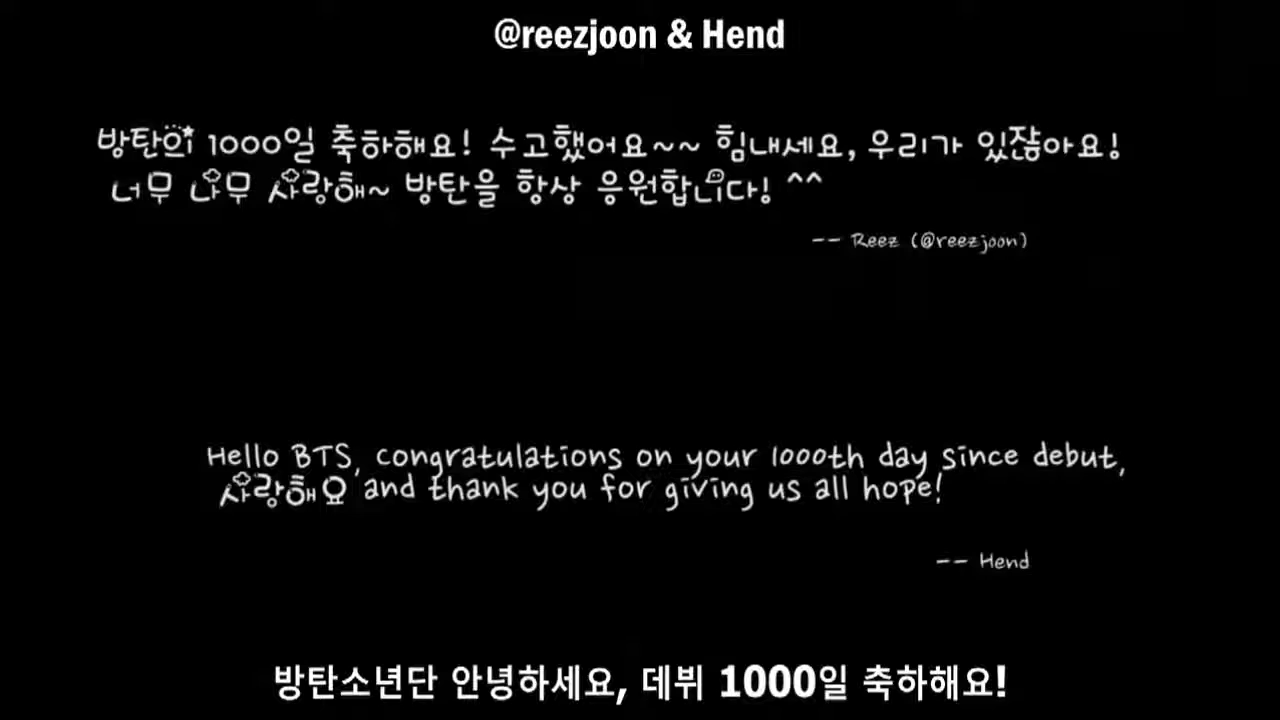 @reezjoon & Hend
방탄의 1000일 축하해요! 수고했어요~~ 힘내세요, 우리가 있잖아요!
너무 나무 사랑해~ 방탄을 항상 응원합니다! ^^
-- Reez (@reezjoon)
Hello BTS, congratulations on your 1000th day since debut,
사랑해요 and thank you for giving us all hope!
-- Hend
방탄소년단 안녕하세요, 데뷔 1000일 축하해요!